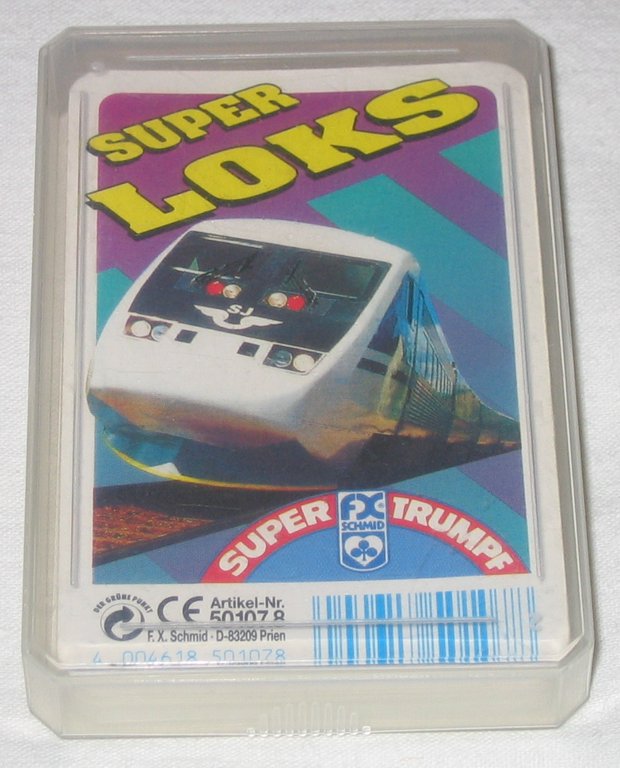 SUPER
LOKS
SJ
SUPER FX SCHMID TRUMPF
DER GRÜNE PUNKT
CE Artikel-Nr.
50107.8
F. X. Schmid · D-83209 Prien
4 004618 501078